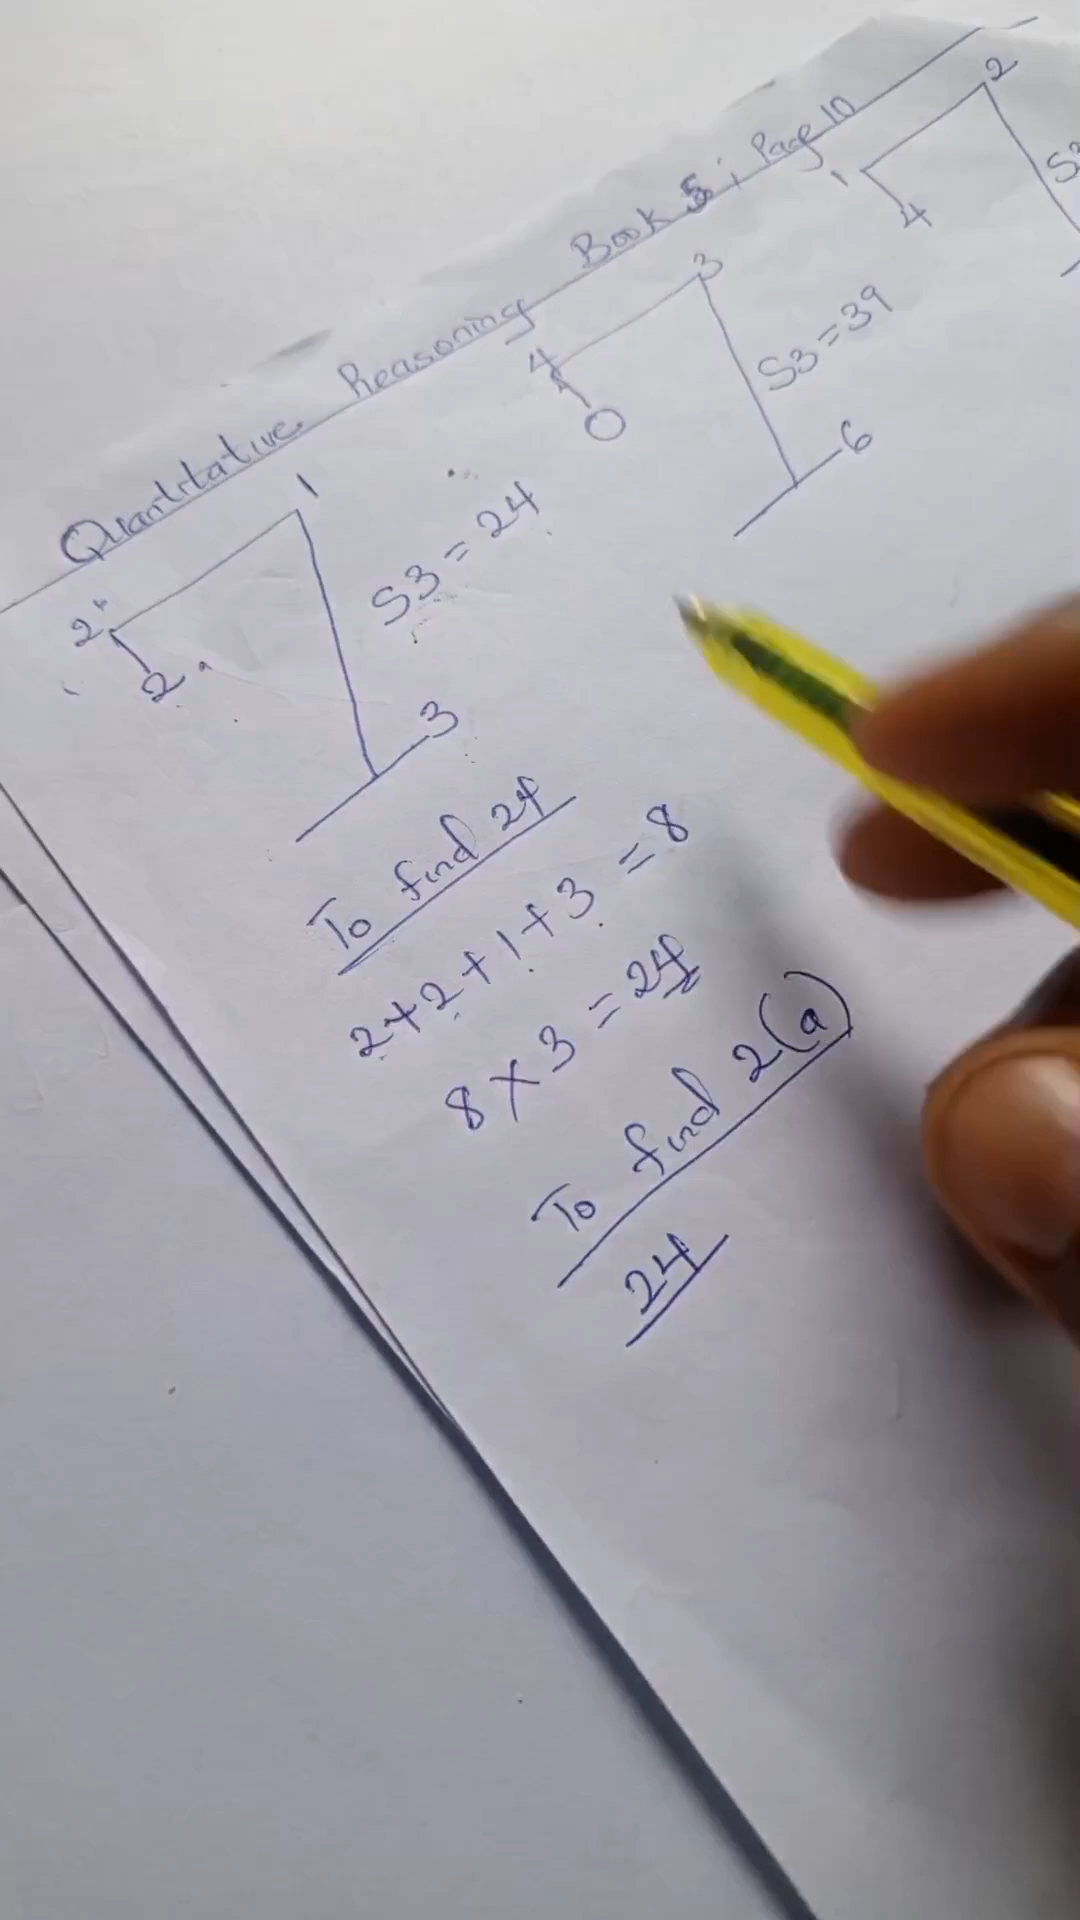 Quantitative Reasoning Book 5; Page 10
1
2
2
3
S3 = 24
3
4
0
6
S3 = 39
2
1
4
To find 24
2+2+1+3 = 8
8 × 3 = 24
To find 2(a)
24